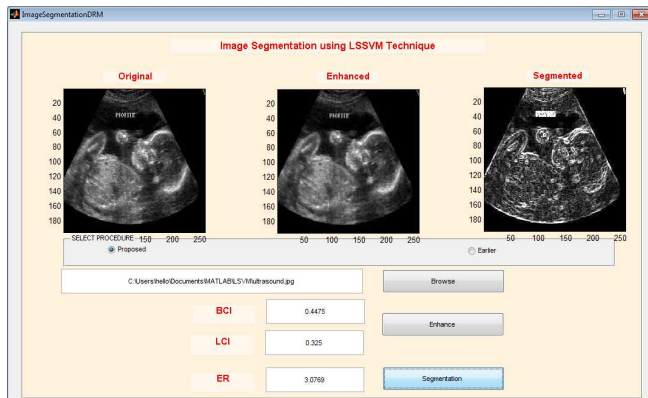 ImageSegmentationDRM
Image Segmentation using LSSVM Technique
Original
Enhanced
Segmented
20
40
60
80
100
120
140
160
180
PROFILE
20
40
60
80
100
120
140
160
180
PROFILE
50 100 150 200 250
20
40
60
80
100
120
140
160
180
50 100 150 200 250
SELECT PROCEDURE
150 200 250
Proposed
Earlier
C:\Users\hello\Documents\MATLAB\LSVM\ultrasound.jpg
Browse
BCI
0.4475
Enhance
LCI
0.325
ER
3.0769
Segmentation